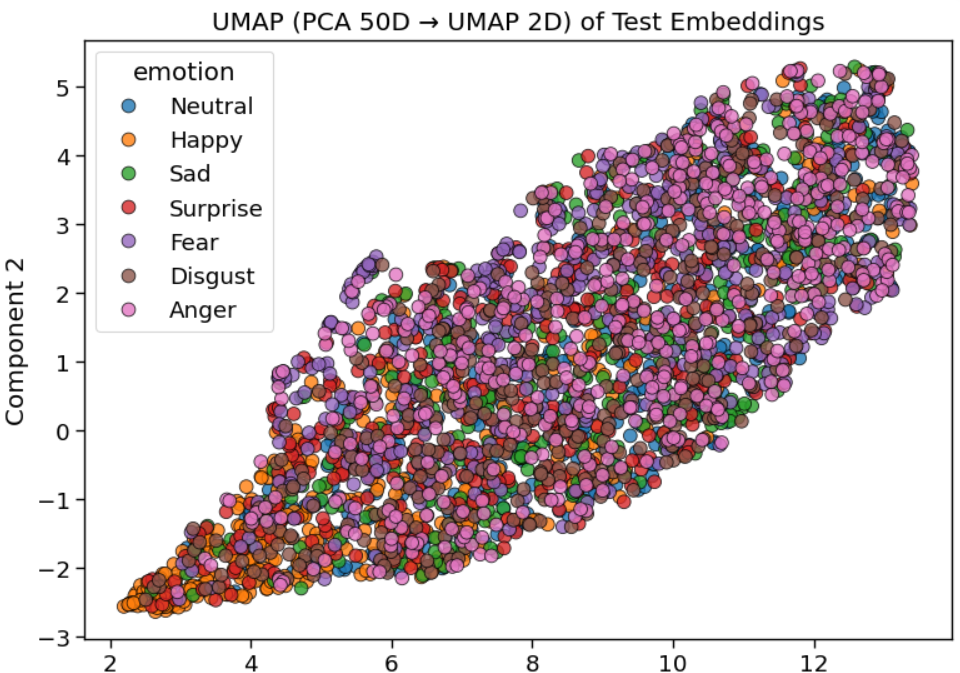 UMAP (PCA 50D → UMAP 2D) of Test Embeddings
emotion
Neutral
Happy
Sad
Surprise
Fear
Disgust
Anger
Component 2
5
4
3
2
1
0
−1
−2
−3
2 4 6 8 10 12